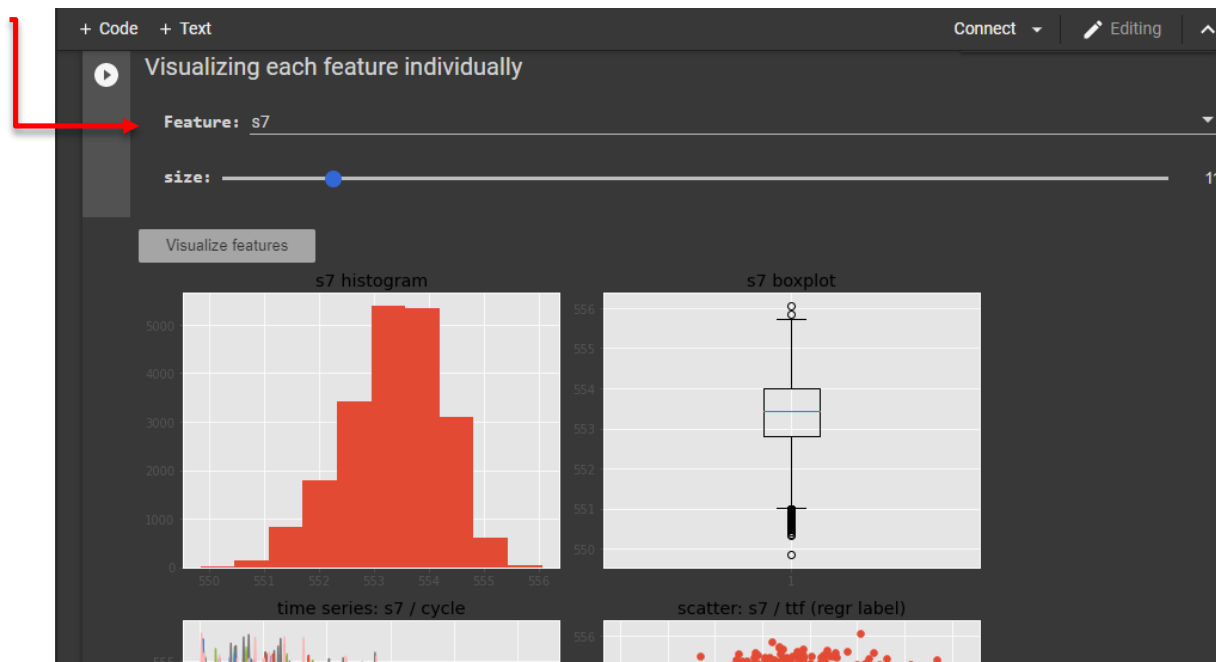 + Code + Text Connect Editing
Visualizing each feature individually
Feature: s7
size: 11
Visualize features
s7 histogram s7 boxplot
5000
4000
3000
2000
1000
0
550 551 552 553 554 555 556
556
555
554
553
552
551
550
1
time series: s7 / cycle scatter: s7 / ttf (regr label)
555
556